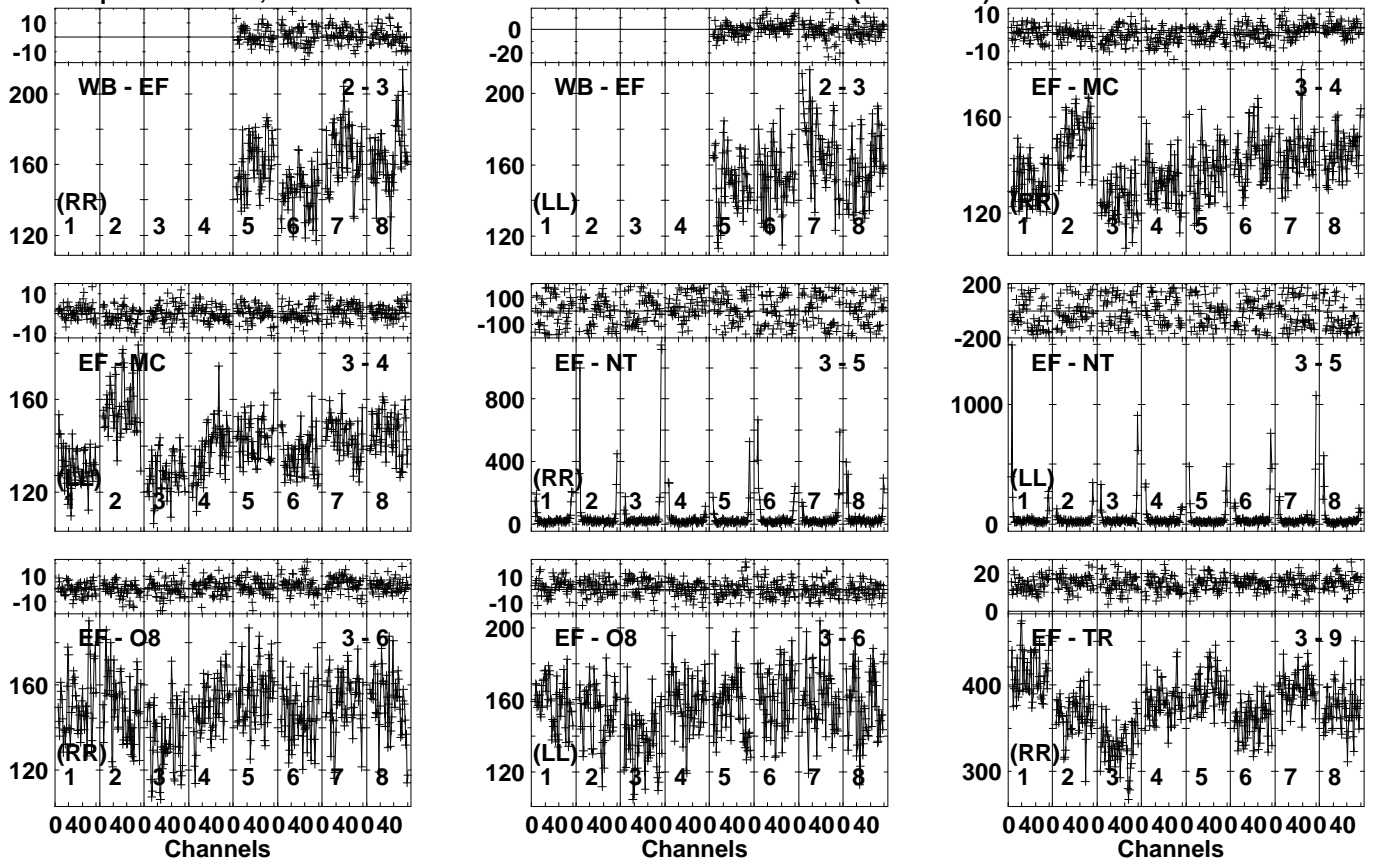 10 0 10
-10 -20 -10
WB - EF 2 - 3 WB - EF 2 - 3 EF - MC 3 - 4
200 200 160
160 160
(RR) (LL) (RR)
1 2 3 4 5 6 7 8 1 2 3 4 5 6 7 8 1 2 3 4 5 6 7 8
120 120 120
10 100 200
-10 -100 -200
EF - MC 3 - 4 EF - NT 3 - 5 EF - NT 3 - 5
160 800 1000
400
(LL) (RR) (LL)
120 1 2 3 4 5 6 7 8 1 2 3 4 5 6 7 8 1 2 3 4 5 6 7 8
0 0
10 10 20
-10 -10 0
EF - O8 3 - 6 EF - O8 3 - 6 EF - TR 3 - 9
200
160 160 400
(RR) (LL) (RR)
120 1 2 3 4 5 6 7 8 120 1 2 3 4 5 6 7 8 300 1 2 3 4 5 6 7 8
0 40 0 40 0 40 0 40 0 40 0 40 0 40 0 40 0 40 0 40 0 40 0 40 0 40 0 40 0 40 0 40 0 40 0 40 0 40 0 40 0 40 0 40 0 40 0 40
Channels Channels Channels